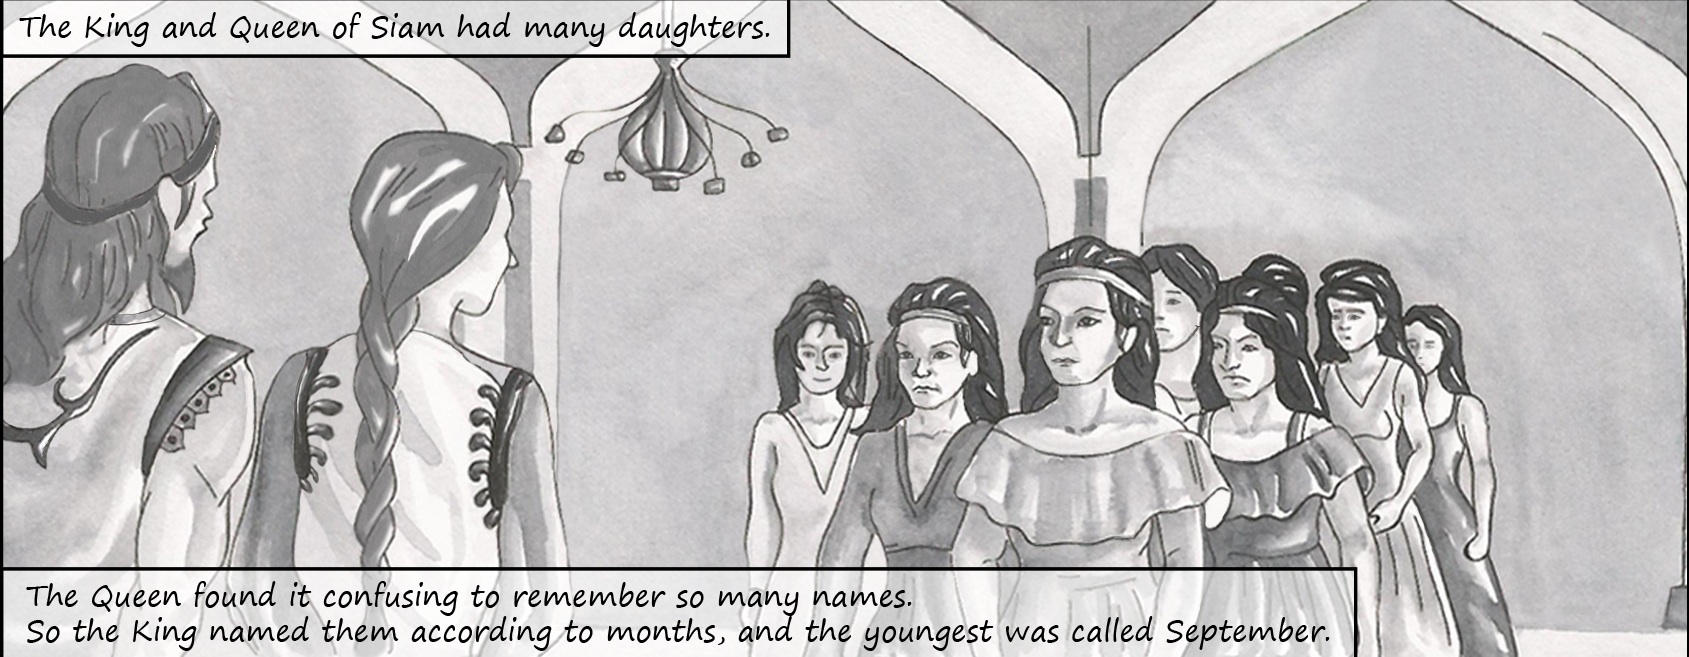 The King and Queen of Siam had many daughters.
The Queen found it confusing to remember so many names.
So the King named them according to months, and the youngest was called September.